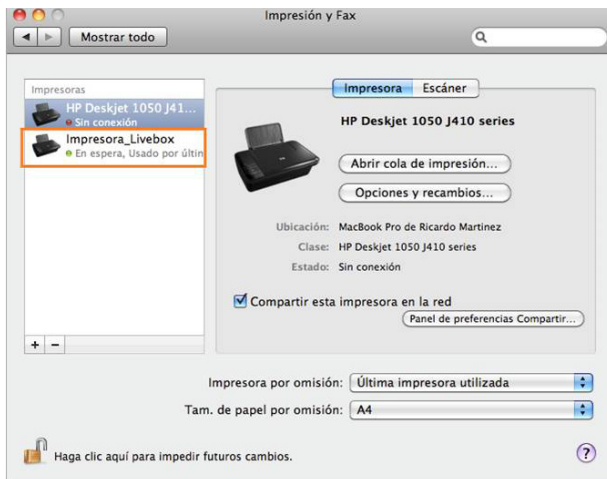 Impresión y Fax
Mostrar todo
Impresoras
HP Deskjet 1050 J41...
Sin conexión
Impresora_Livebox
En espera, Usado por últin
Impresora Escáner
HP Deskjet 1050 J410 series
Abrir cola de impresión...
Opciones y recambios...
Ubicación: MacBook Pro de Ricardo Martinez
Clase: HP Deskjet 1050 J410 series
Estado: Sin conexión
Compartir esta impresora en la red
Panel de preferencias Compartir...
+ −
Impresora por omisión: Última impresora utilizada
Tam. de papel por omisión: A4
Haga clic aquí para impedir futuros cambios.
?